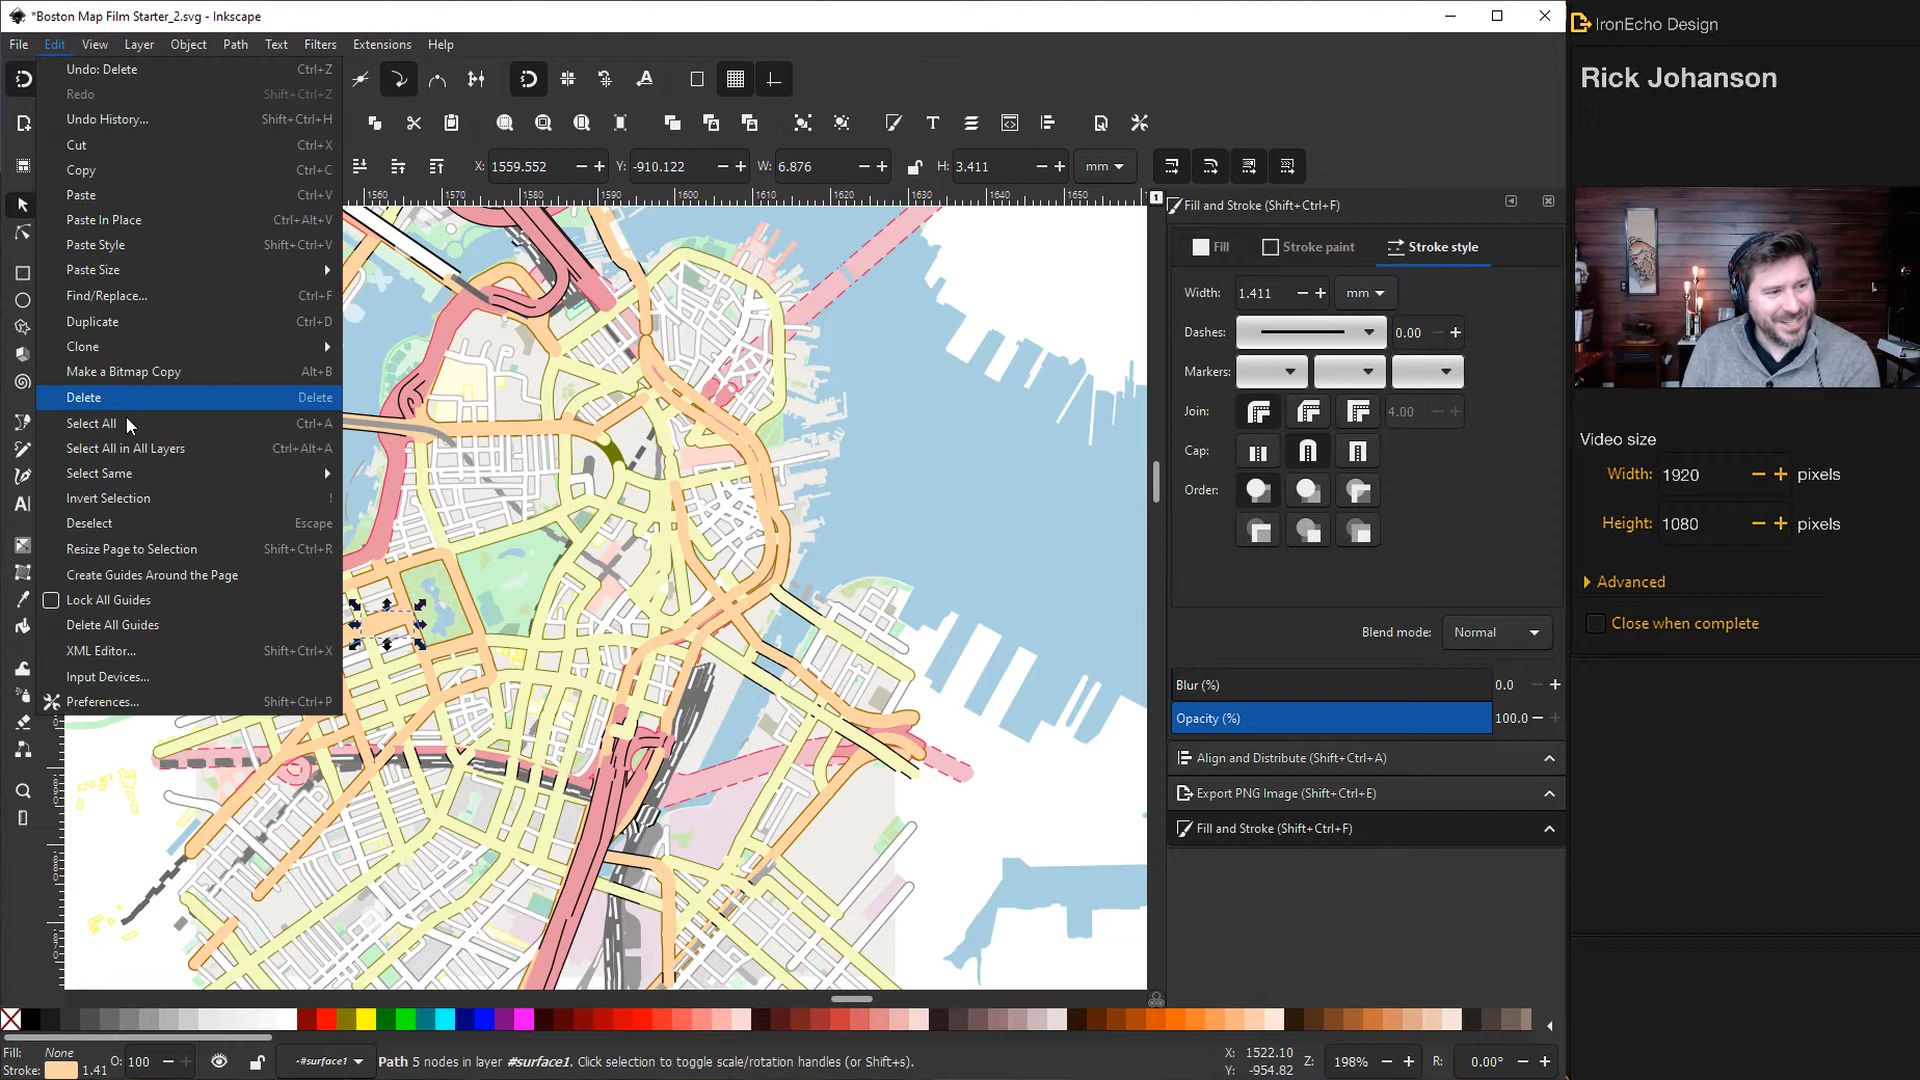 *Boston Map Film Starter_2.svg - Inkscape
File Edit View Layer Object Path Text Filters Extensions Help
Undo: Delete Ctrl+Z
Redo Shift+Ctrl+Z
Undo History... Shift+Ctrl+H
Cut Ctrl+X
Copy Ctrl+C
Paste Ctrl+V
Paste In Place Ctrl+Alt+V
Paste Style Shift+Ctrl+V
Paste Size
Find/Replace... Ctrl+F
Duplicate Ctrl+D
Clone
Make a Bitmap Copy Alt+B
Delete Delete
Select All Ctrl+A
Select All in All Layers Ctrl+Alt+A
Select Same
Invert Selection !
Deselect Escape
Resize Page to Selection Shift+Ctrl+R
Create Guides Around the Page
Lock All Guides
Delete All Guides
XML Editor... Shift+Ctrl+X
Input Devices...
Preferences... Shift+Ctrl+P
X: 1559.552 Y: -910.122 W: 6.876 H: 3.411 mm
1560 1570 1580 1590 1600 1610 1620 1630 1640 1650
1
Fill and Stroke (Shift+Ctrl+F)
Fill Stroke paint Stroke style
Width: 1.411 mm
Dashes: 0.00
Markers:
Join: 4.00
Cap:
Order:
Blend mode: Normal
Blur (%) 0.0
Opacity (%) 100.0
Align and Distribute (Shift+Ctrl+A)
Export PNG Image (Shift+Ctrl+E)
Fill and Stroke (Shift+Ctrl+F)
IronEcho Design
Rick Johanson
Video size
Width: 1920 pixels
Height: 1080 pixels
Advanced
Close when complete
Fill: None
Stroke: 1.41
O: 100
#surface1
Path 5 nodes in layer #surface1. Click selection to toggle scale/rotation handles (or Shift+s).
X: 1522.10
Y: -954.82
Z: 198% R: 0.00°